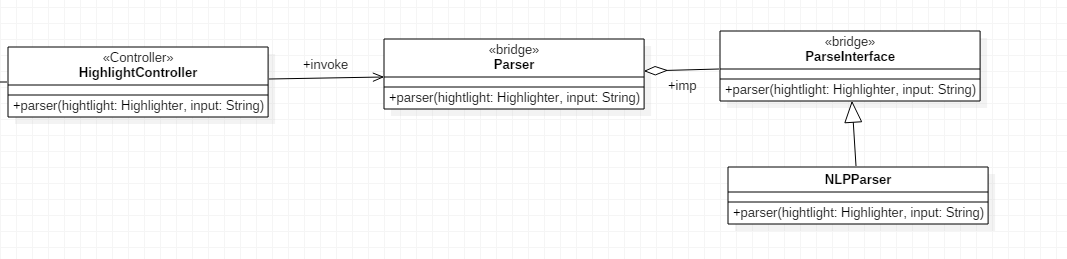 «Controller»
HighlightController
+parser(hightlight: Highlighter, input: String)
+invoke
«bridge»
Parser
+parser(hightlight: Highlighter, input: String)
+imp
«bridge»
ParseInterface
+parser(hightlight: Highlighter, input: String)
NLPParser
+parser(hightlight: Highlighter, input: String)